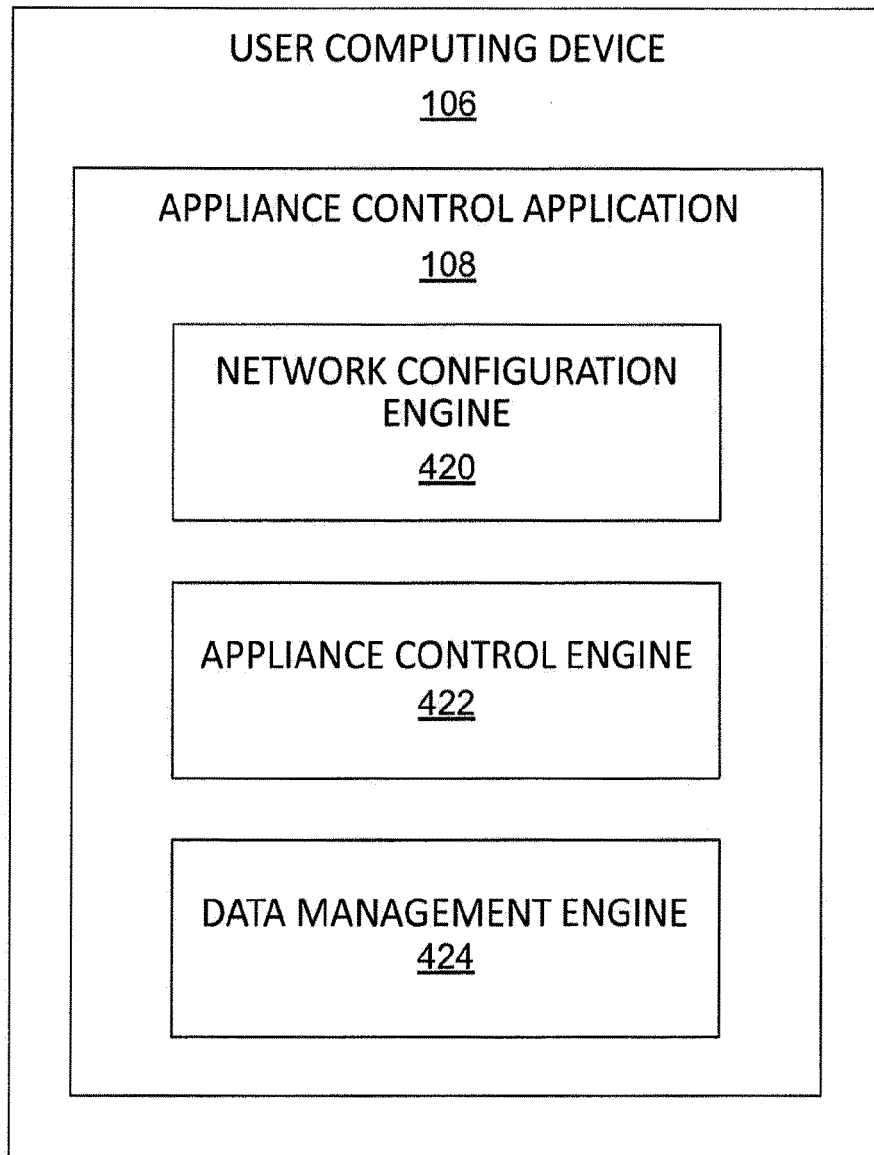 USER COMPUTING DEVICE
106
APPLIANCE CONTROL APPLICATION
108
NETWORK CONFIGURATION
ENGINE
420
APPLIANCE CONTROL ENGINE
422
DATA MANAGEMENT ENGINE
424